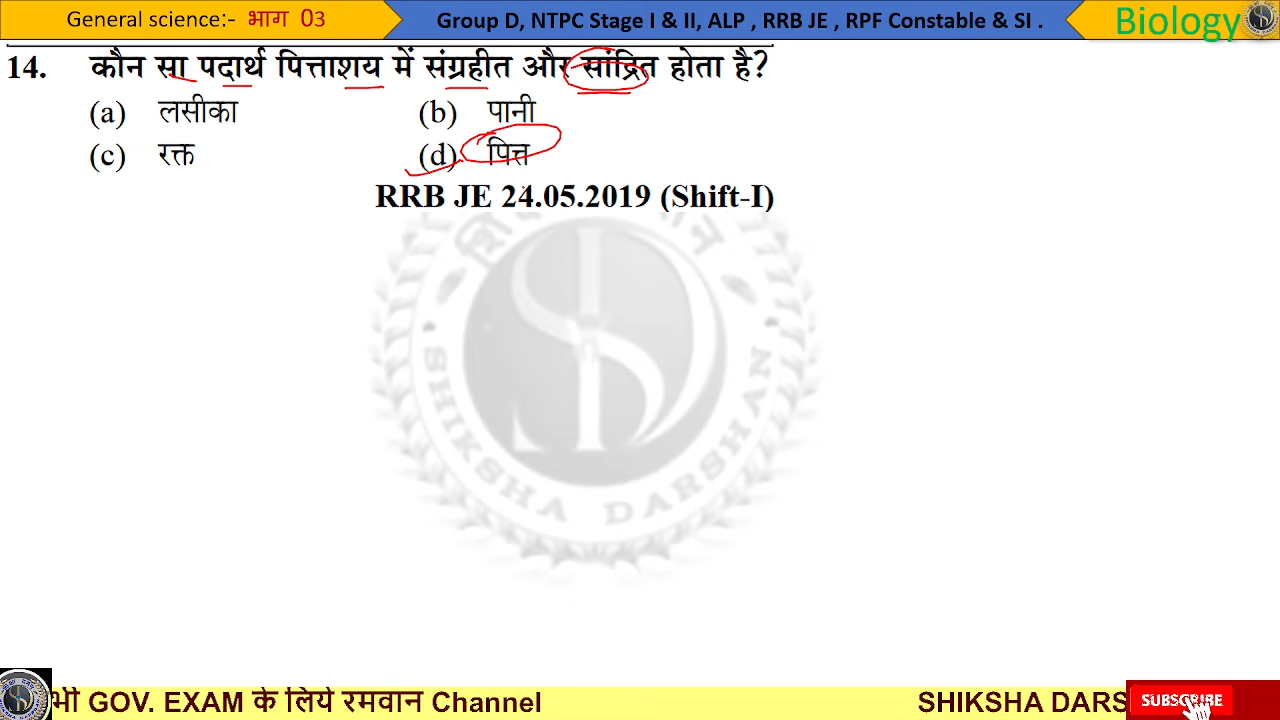 General science:- भाग 03
Group D, NTPC Stage I & II, ALP , RRB JE , RPF Constable & SI .
Biology
14. कौन सा पदार्थ पित्ताशय में संग्रहीत और सांद्रित होता है?
(a) लसीका (b) पानी
(c) रक्त (d) पित्त
RRB JE 24.05.2019 (Shift-I)
SHIKSHA DARSHAN
भी GOV. EXAM के लिये रमवान Channel
SHIKSHA DARS
SUBSCRIBE